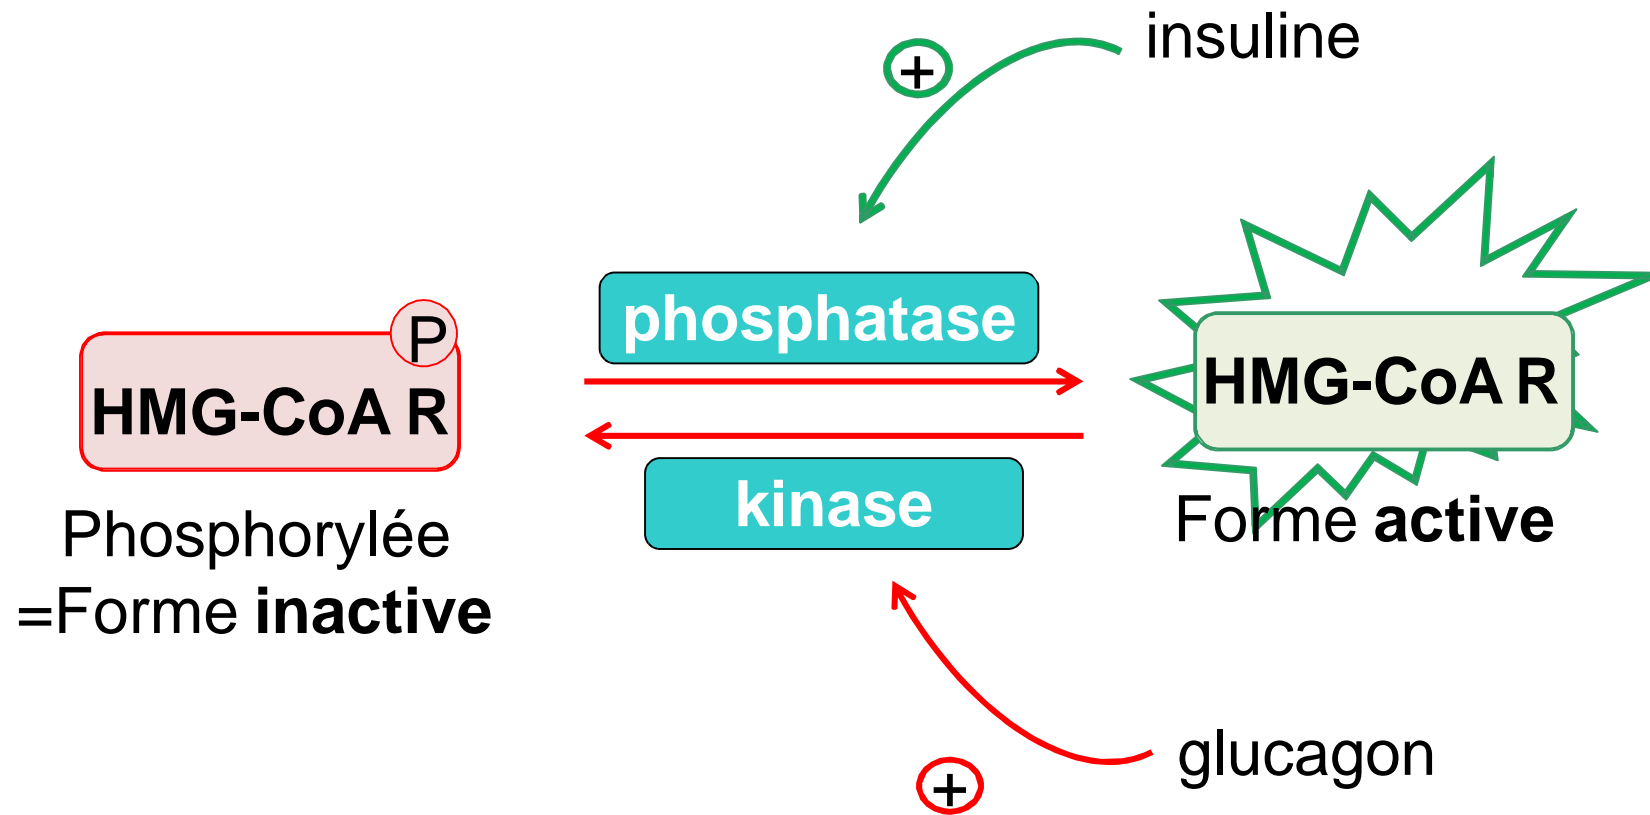 insuline
+
phosphatase
P
HMG-CoA R
HMG-CoA R
kinase
Phosphorylée
=Forme inactive
Forme active
glucagon
+